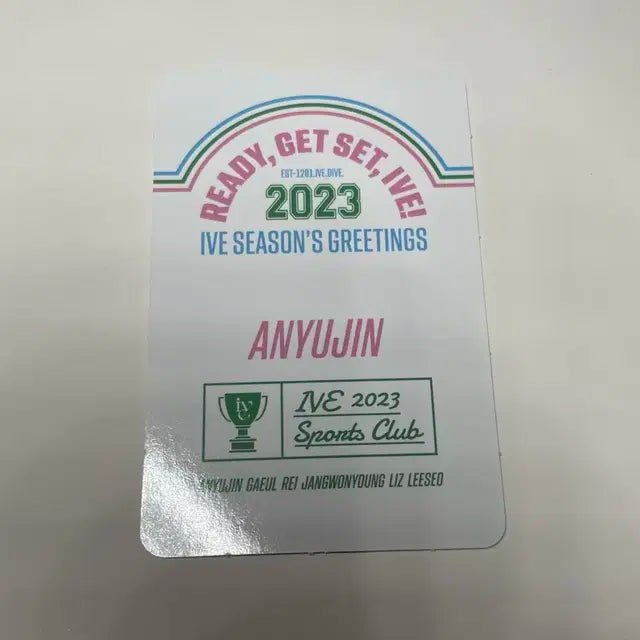 READY, GET SET, IVE!
EST-1201.IVE.DIVE.
2023
IVE SEASON'S GREETINGS
ANYUJIN
IVE
IVE 2023
Sports Club
ANYUJIN GAEUL REI JANGWONYOUNG LIZ LEESEO